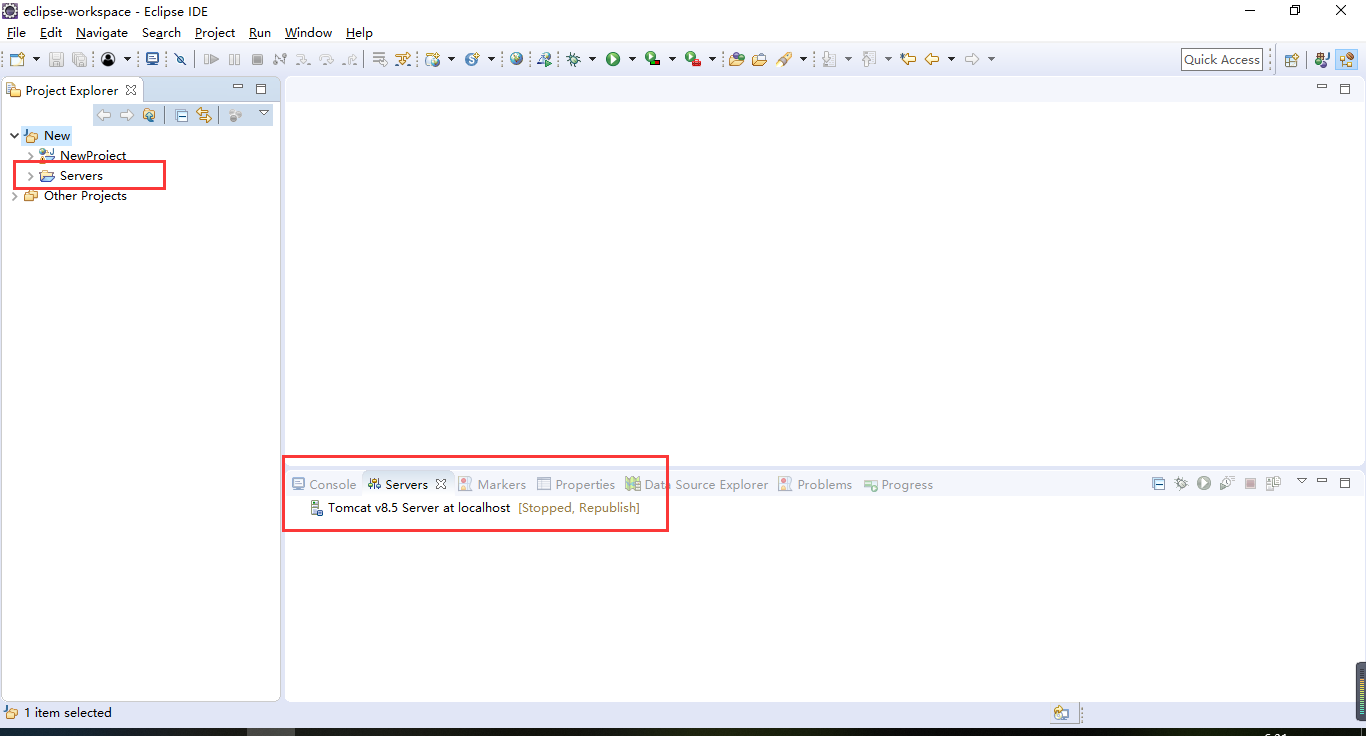 eclipse-workspace - Eclipse IDE
File Edit Navigate Search Project Run Window Help
Quick Access
Project Explorer
New
NewProject
Servers
Other Projects
Console Servers Markers Properties Data Source Explorer Problems Progress
Tomcat v8.5 Server at localhost [Stopped, Republish]
1 item selected